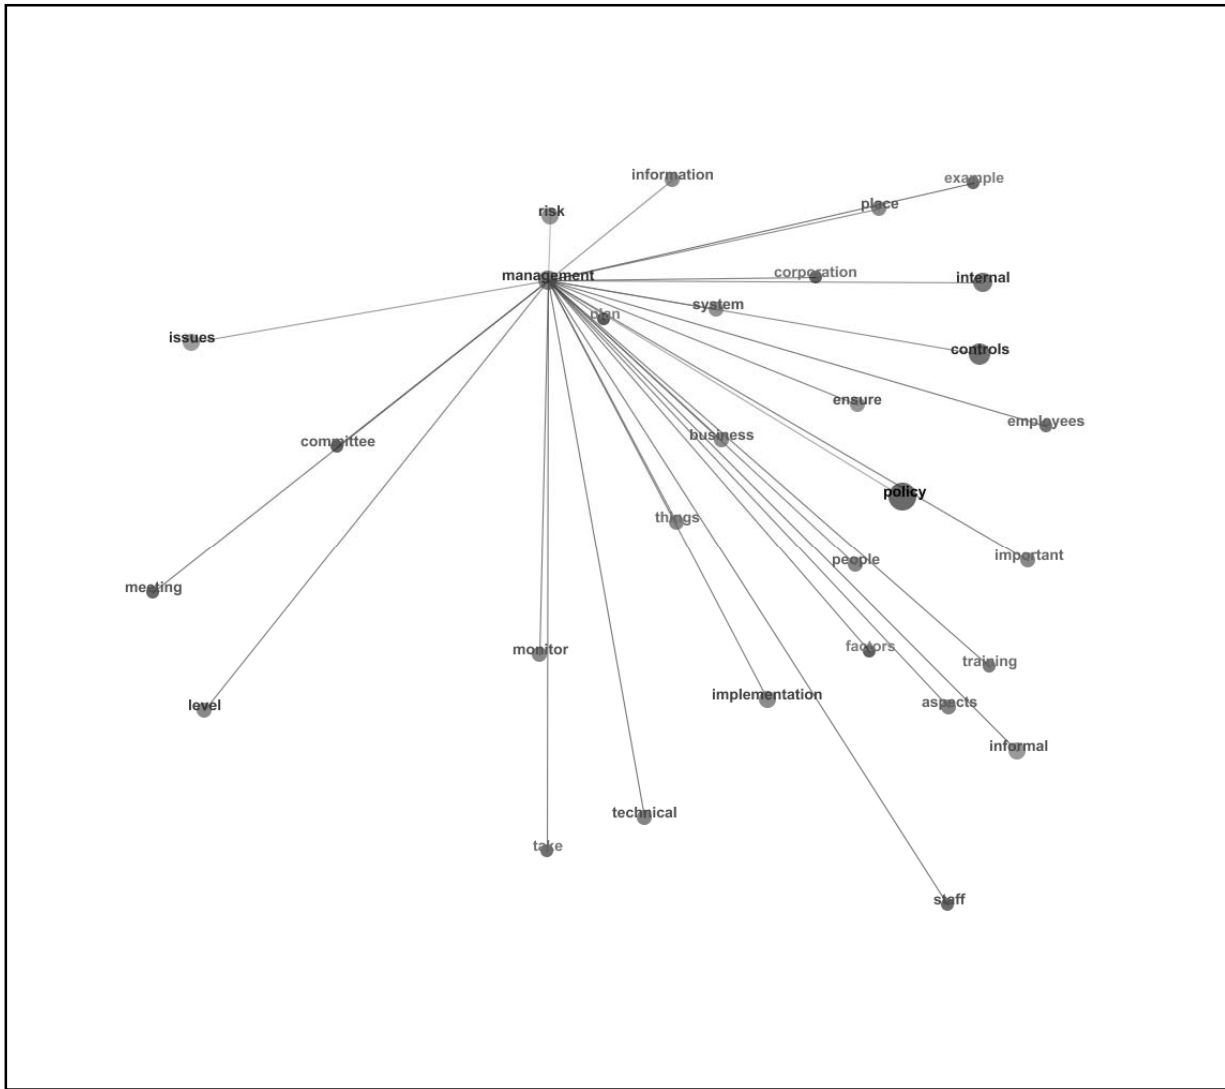 information
example
place
risk
management
corporation
internal
system
plan
issues
controls
ensure
employees
committee
business
policy
things
important
people
meeting
monitor
factors
training
implementation
aspects
level
informal
technical
take
staff